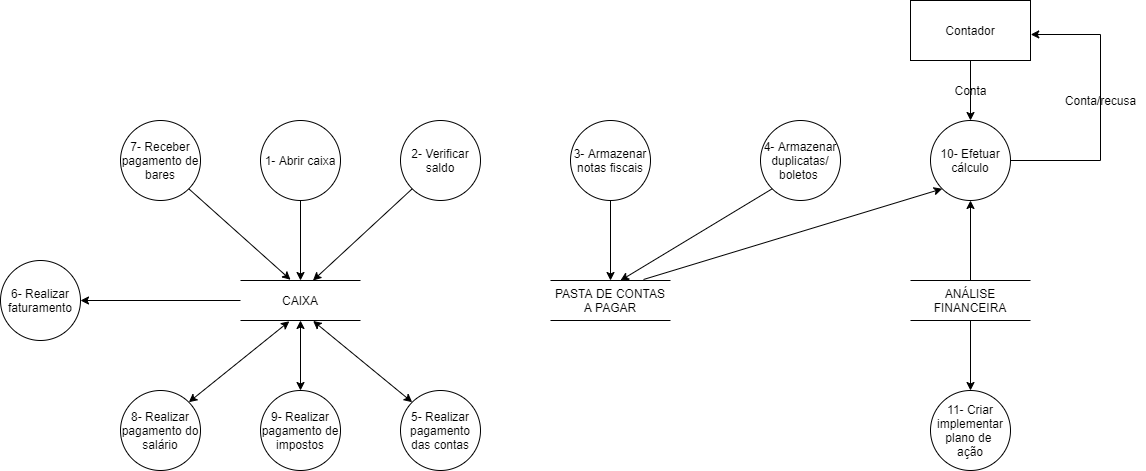 Contador
Conta
Conta/recusa
7- Receber
pagamento de
bares
1- Abrir caixa
2- Verificar
saldo
3- Armazenar
notas fiscais
4- Armazenar
duplicatas/
boletos
10- Efetuar
cálculo
6- Realizar
faturamento
CAIXA
PASTA DE CONTAS
A PAGAR
ANÁLISE
FINANCEIRA
8- Realizar
pagamento do
salário
9- Realizar
pagamento de
impostos
5- Realizar
pagamento
das contas
11- Criar
implementar
plano de
ação